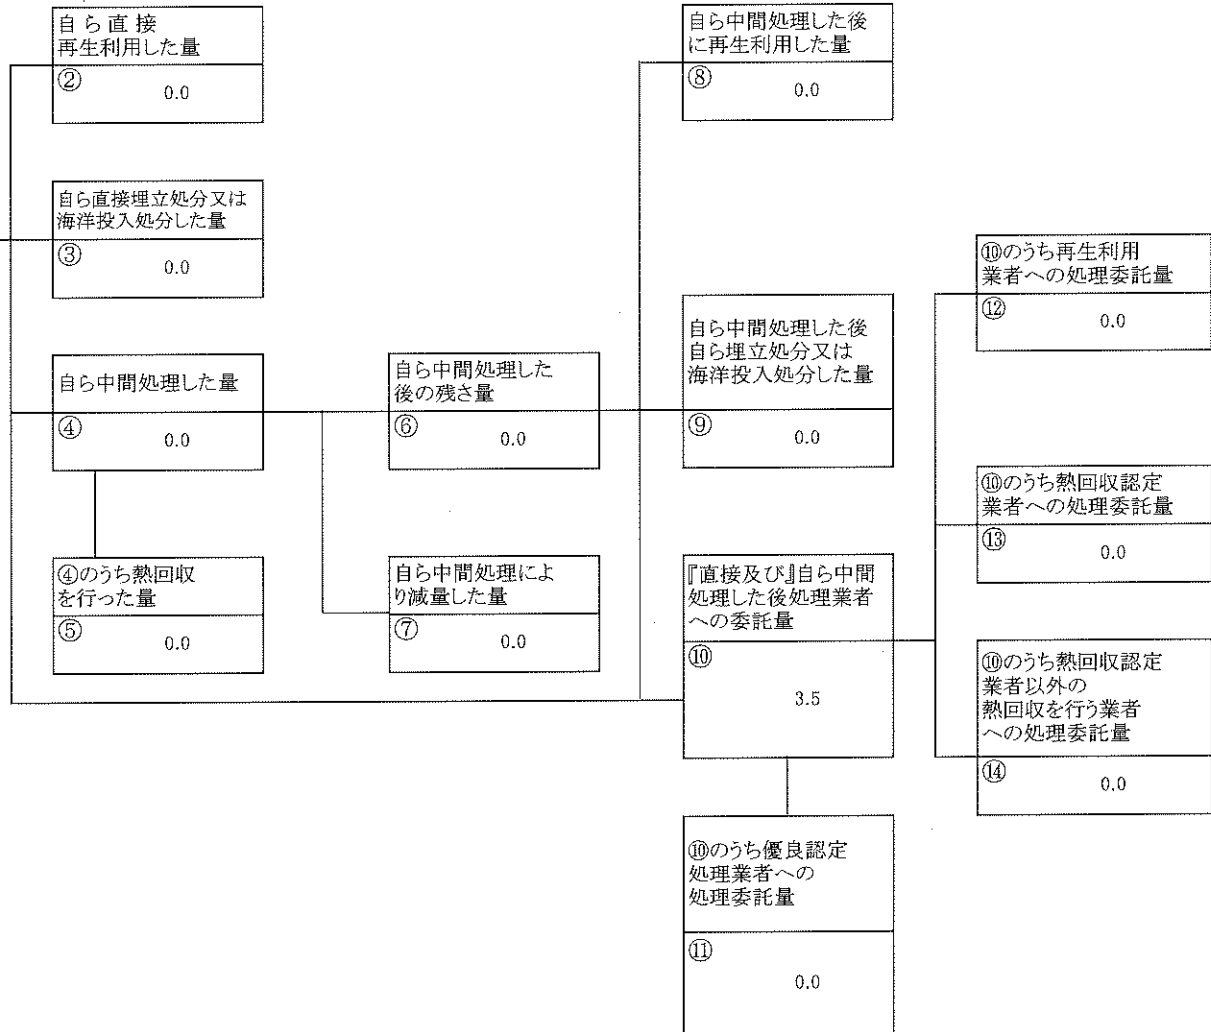 自ら直接
再生利用した量
②
0.0
自ら直接埋立処分又は
海洋投入処分した量
③
0.0
自ら中間処理した量
④
0.0
④のうち熱回収
を行った量
⑤
0.0
自ら中間処理した
後の残さ量
⑥
0.0
自ら中間処理によ
り減量した量
⑦
0.0
自ら中間処理した後
に再生利用した量
⑧
0.0
自ら中間処理した後
自ら埋立処分又は
海洋投入処分した量
⑨
0.0
『直接及び』自ら中間
処理した後処理業者
への委託量
⑩
3.5
⑩のうち優良認定
処理業者への
処理委託量
⑪
0.0
⑩のうち再生利用
業者への処理委託量
⑫
0.0
⑩のうち熱回収認定
業者への処理委託量
⑬
0.0
⑩のうち熱回収認定
業者以外の
熱回収を行う業者
への処理委託量
⑭
0.0